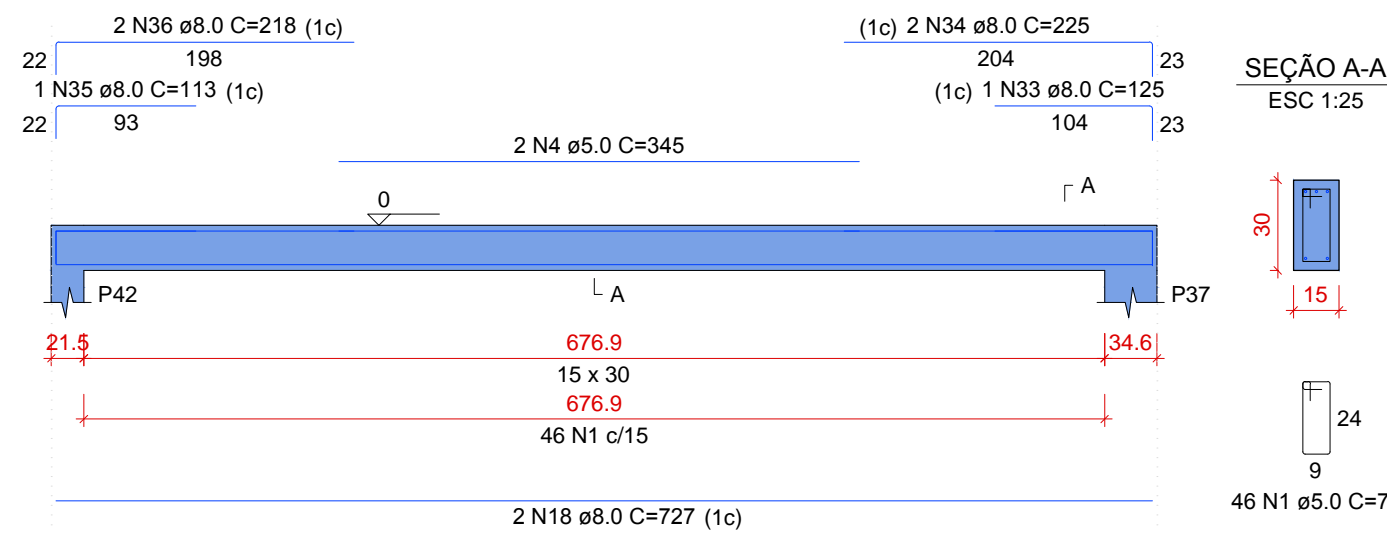 2 N36 ø8.0 C=218 (1c)
22
198
1 N35 ø8.0 C=113 (1c)
22
93
(1c) 2 N34 ø8.0 C=225
204
23
(1c) 1 N33 ø8.0 C=125
104
23
2 N4 ø5.0 C=345
A
0
A
P42
P37
21.5
676.9
34.6
15 x 30
676.9
46 N1 c/15
2 N18 ø8.0 C=727 (1c)
SEÇÃO A-A
ESC 1:25
30
15
24
9
46 N1 ø5.0 C=7